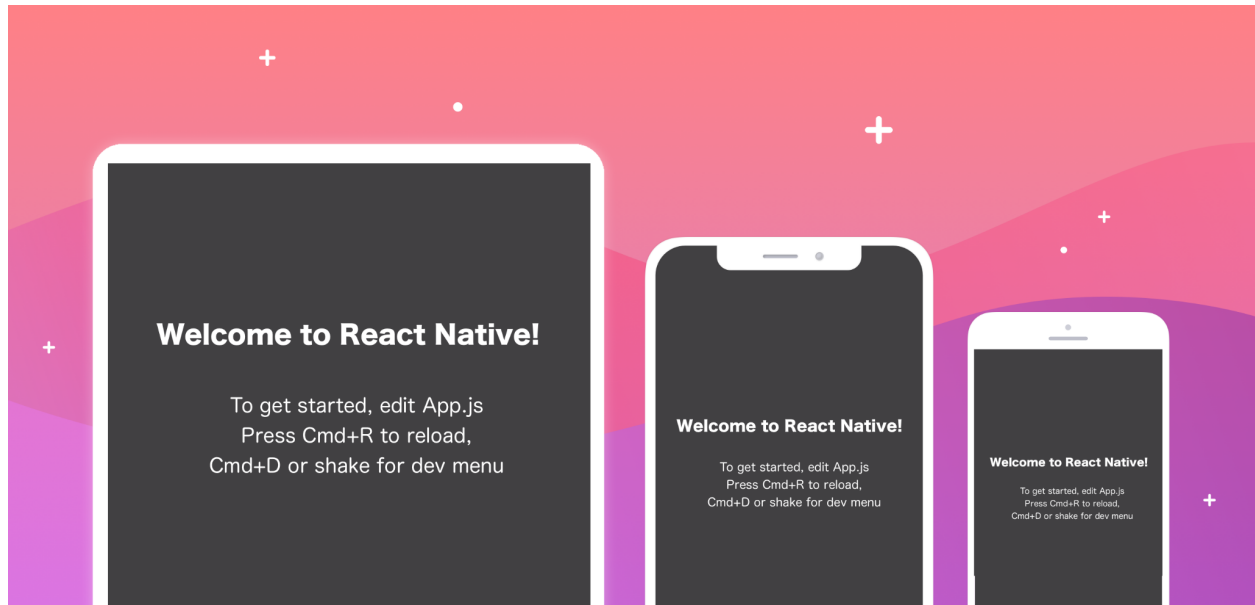 Welcome to React Native!
To get started, edit App.js
Press Cmd+R to reload,
Cmd+D or shake for dev menu
Welcome to React Native!
To get started, edit App.js
Press Cmd+R to reload,
Cmd+D or shake for dev menu
Welcome to React Native!
To get started, edit App.js
Press Cmd+R to reload,
Cmd+D or shake for dev menu